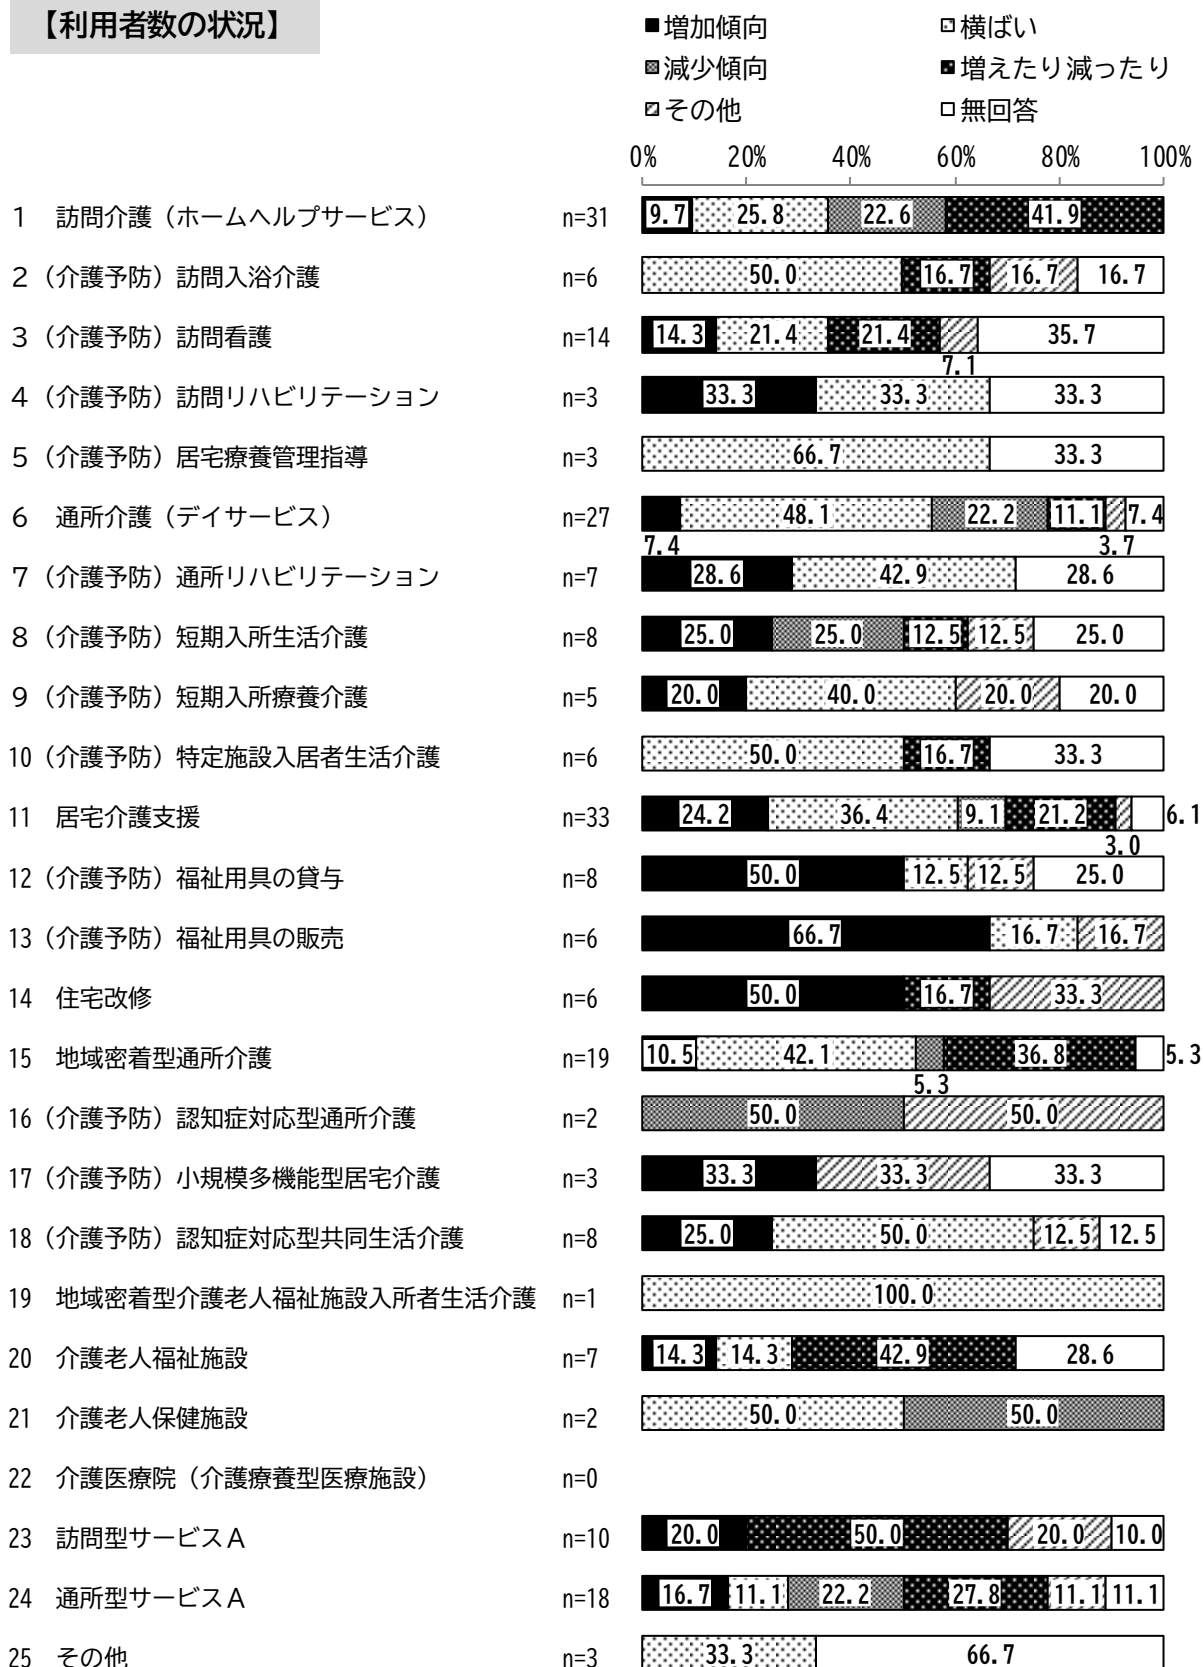 【利用者数の状況】
■増加傾向 □横ばい
■減少傾向 ■増えたり減ったり
□その他 □無回答
0% 20% 40% 60% 80% 100%
1 訪問介護（ホームヘルプサービス） n=31 9.7 25.8 22.6 41.9
2（介護予防）訪問入浴介護 n=6 50.0 16.7 16.7 16.7
3（介護予防）訪問看護 n=14 14.3 21.4 21.4 7.1 35.7
4（介護予防）訪問リハビリテーション n=3 33.3 33.3 33.3
5（介護予防）居宅療養管理指導 n=3 66.7 33.3
6 通所介護（デイサービス） n=27 7.4 48.1 22.2 11.1 3.7 7.4
7（介護予防）通所リハビリテーション n=7 28.6 42.9 28.6
8（介護予防）短期入所生活介護 n=8 25.0 25.0 12.5 12.5 25.0
9（介護予防）短期入所療養介護 n=5 20.0 40.0 20.0 20.0
10（介護予防）特定施設入居者生活介護 n=6 50.0 16.7 33.3
11 居宅介護支援 n=33 24.2 36.4 9.1 21.2 3.0 6.1
12（介護予防）福祉用具の貸与 n=8 50.0 12.5 12.5 25.0
13（介護予防）福祉用具の販売 n=6 66.7 16.7 16.7
14 住宅改修 n=6 50.0 16.7 33.3
15 地域密着型通所介護 n=19 10.5 42.1 5.3 36.8 5.3
16（介護予防）認知症対応型通所介護 n=2 50.0 50.0
17（介護予防）小規模多機能型居宅介護 n=3 33.3 33.3 33.3
18（介護予防）認知症対応型共同生活介護 n=8 25.0 50.0 12.5 12.5
19 地域密着型介護老人福祉施設入所者生活介護 n=1 100.0
20 介護老人福祉施設 n=7 14.3 14.3 42.9 28.6
21 介護老人保健施設 n=2 50.0 50.0
22 介護医療院（介護療養型医療施設） n=0
23 訪問型サービスＡ n=10 20.0 50.0 20.0 10.0
24 通所型サービスＡ n=18 16.7 11.1 22.2 27.8 11.1 11.1
25 その他 n=3 33.3 66.7